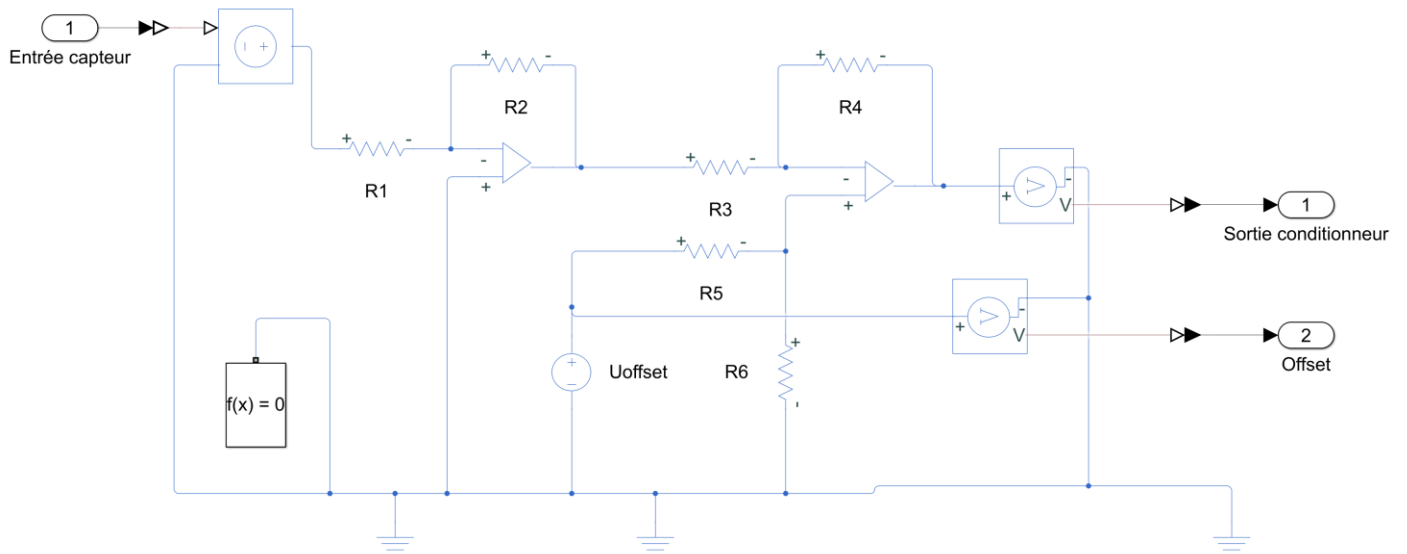 1
Entrée capteur
- +
+ -
R2
+ -
R4
+ -
R1
-
+
+ -
R3
-
+
+ -
V
V
1
Sortie conditionneur
+ -
R5
+ -
V
V
2
Offset
+
-
Uoffset
R6
+
-
f(x) = 0